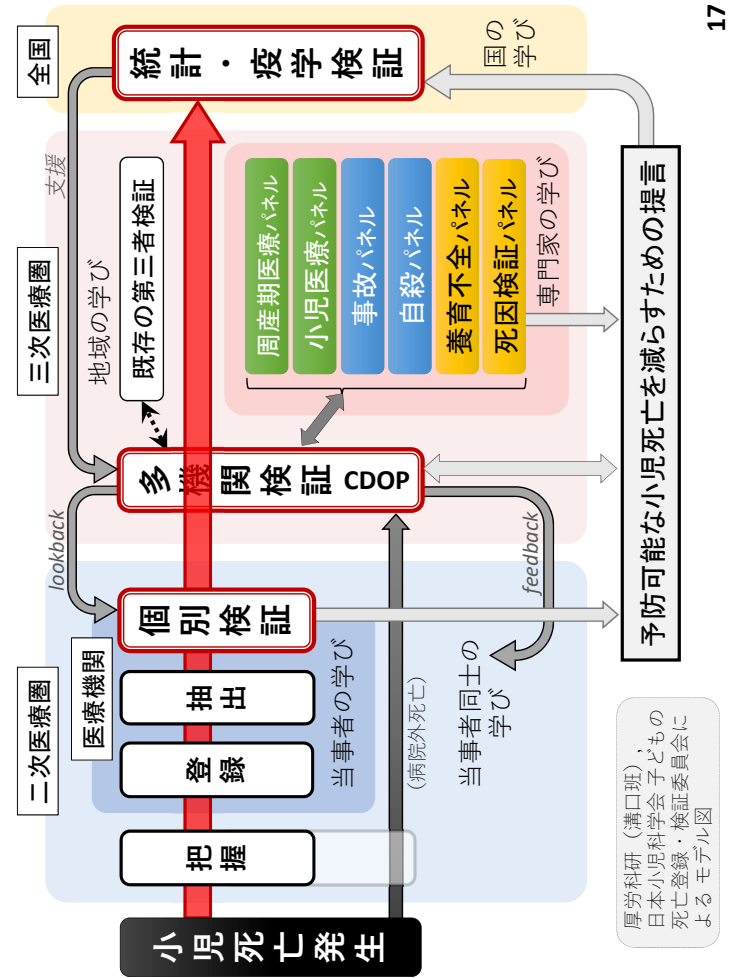 二次医療圏
三次医療圏
全国
医療機関
lookback
支援
小児死亡発生
把握
登録
抽出
個別検証
多機関検証 CDOP
統計・疫学検証
地域の学び
既存の第三者検証
周産期医療パネル
小児医療パネル
事故パネル
自殺パネル
養育不全パネル
死因検証パネル
専門家の学び
国の
学び
当事者の学び
(病院外死亡)
当事者同士の
学び
feedback
予防可能な小児死亡を減らすための提言
厚労科研（溝口班），
日本小児科学会 子どもの
死亡登録・検証委員会に
よる モデル図
17